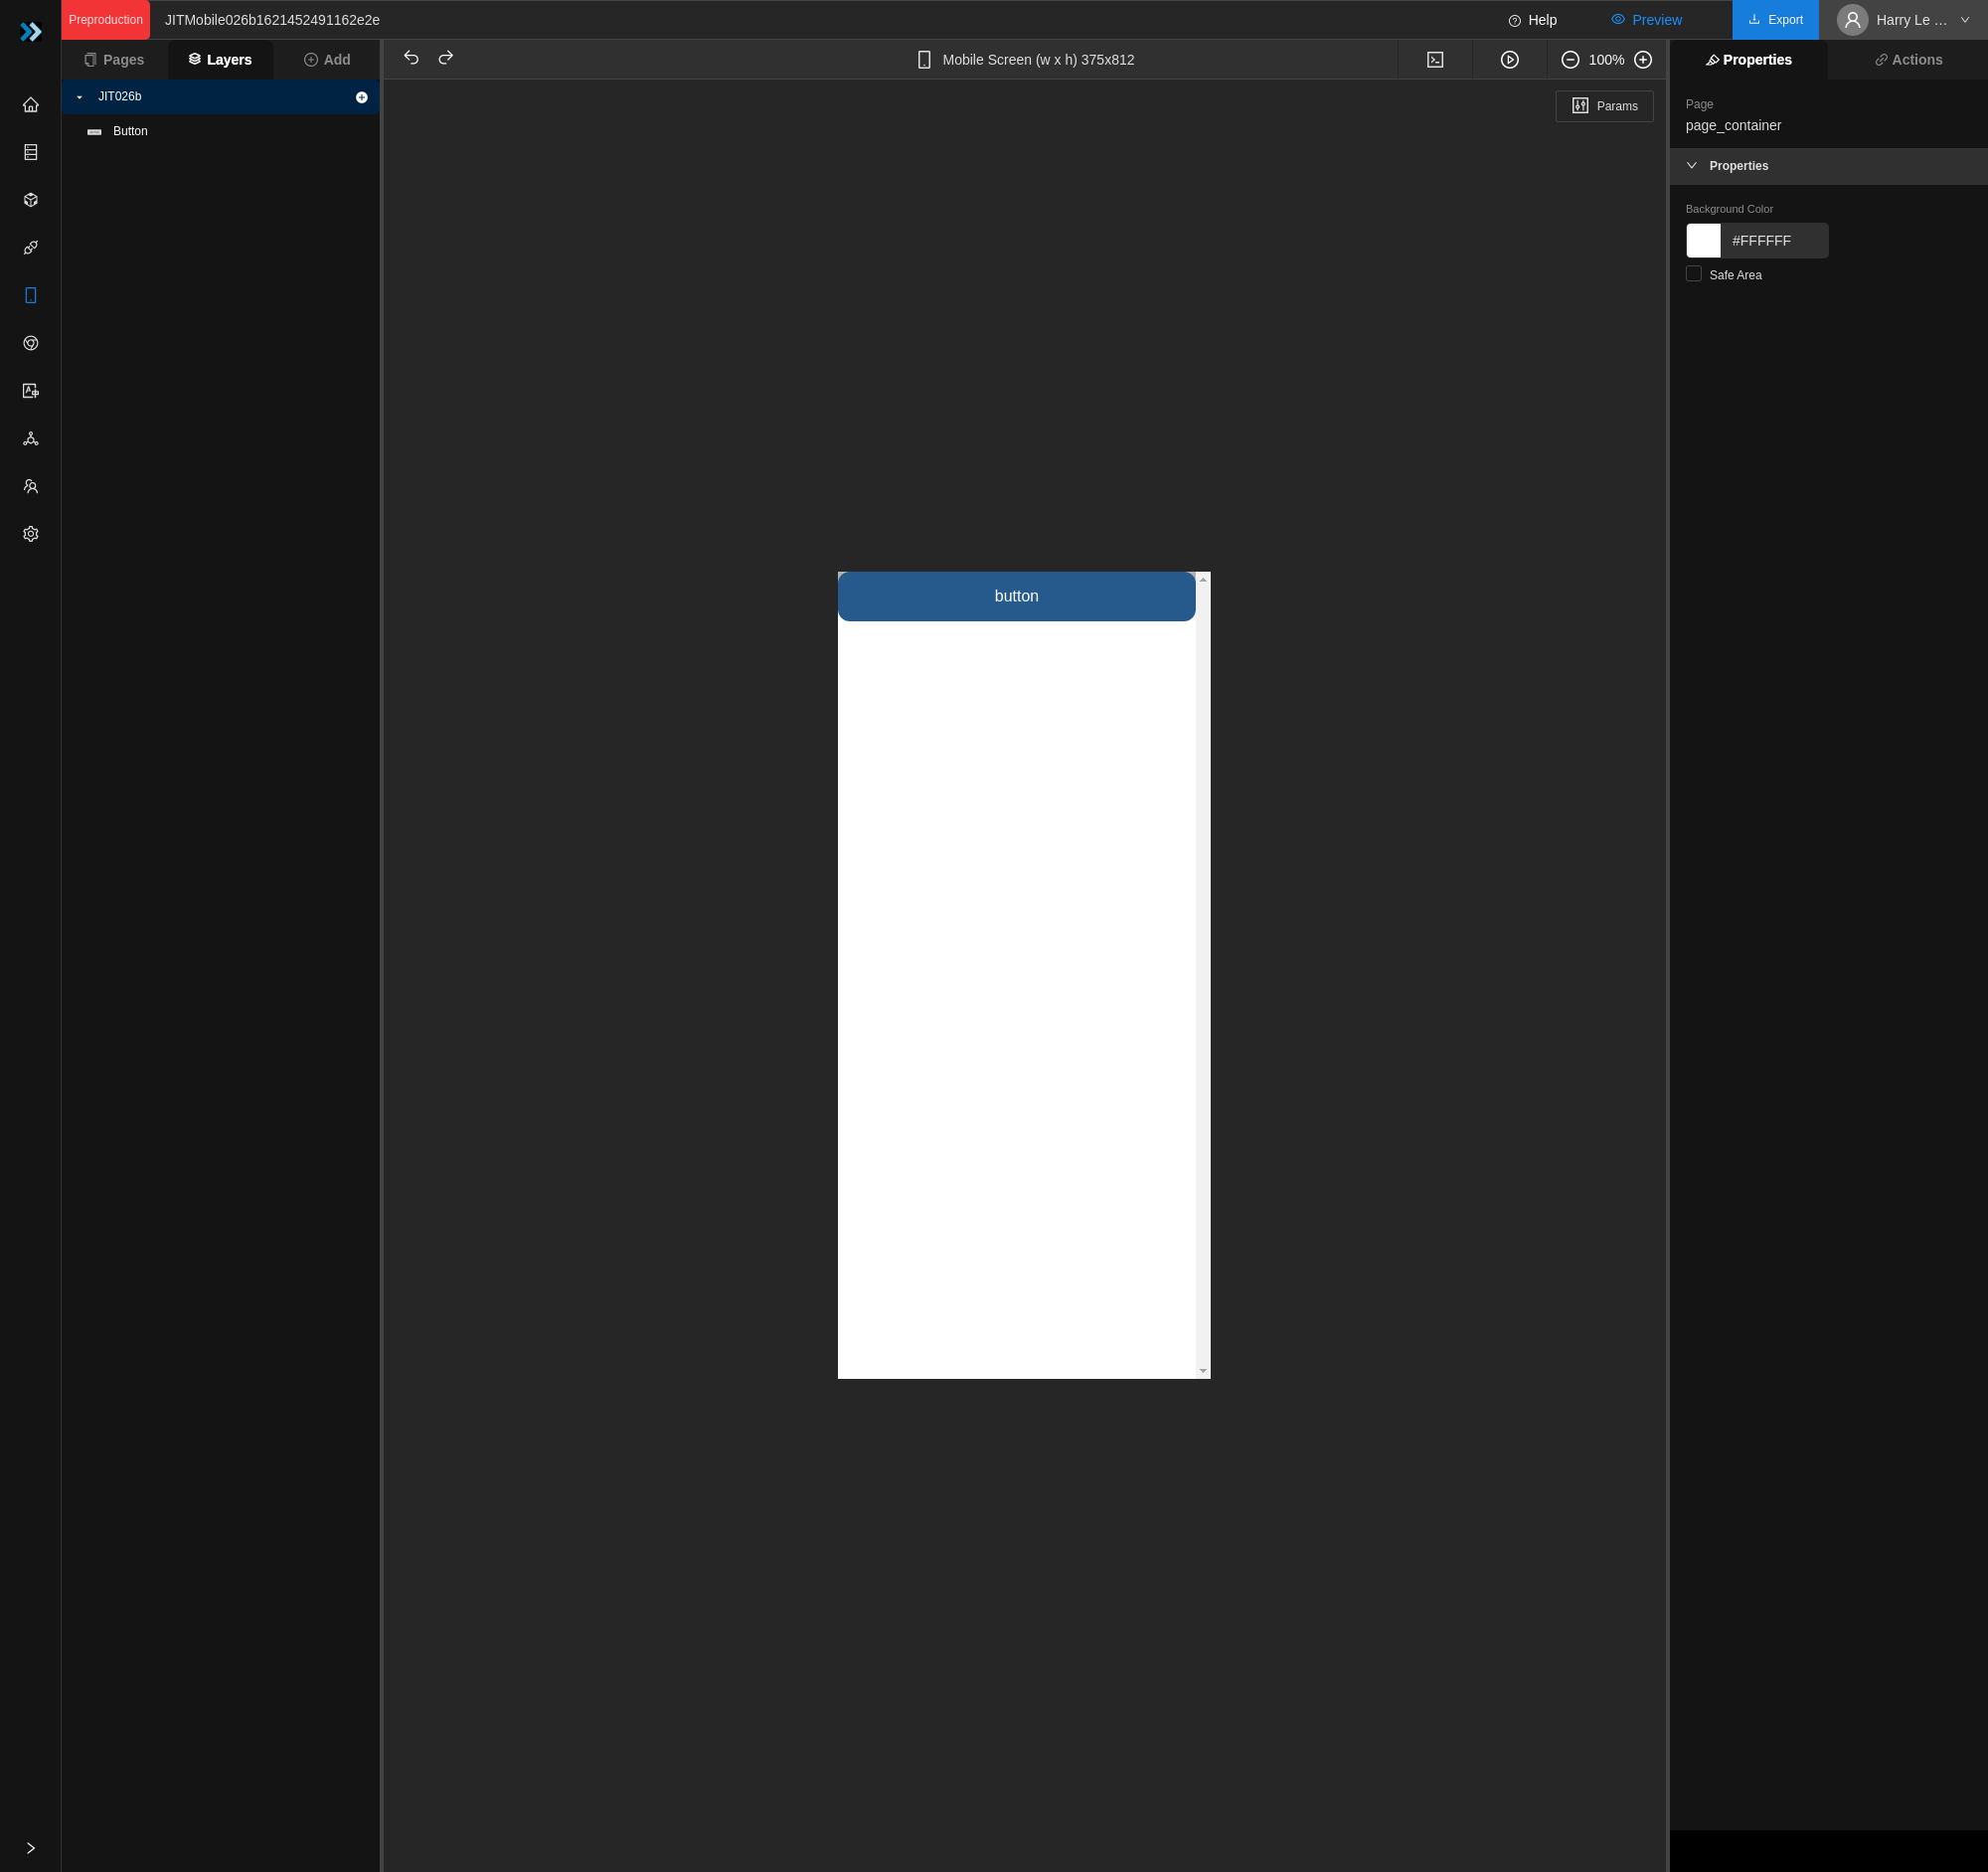 Preproduction
JITMobile026b1621452491162e2e
Help
Preview
Export
Harry Le ...
Pages
Layers
Add
Mobile Screen (w x h) 375x812
100%
Properties
Actions
JIT026b
Button
Params
Page
page_container
Properties
Background Color
#FFFFFF
Safe Area
button